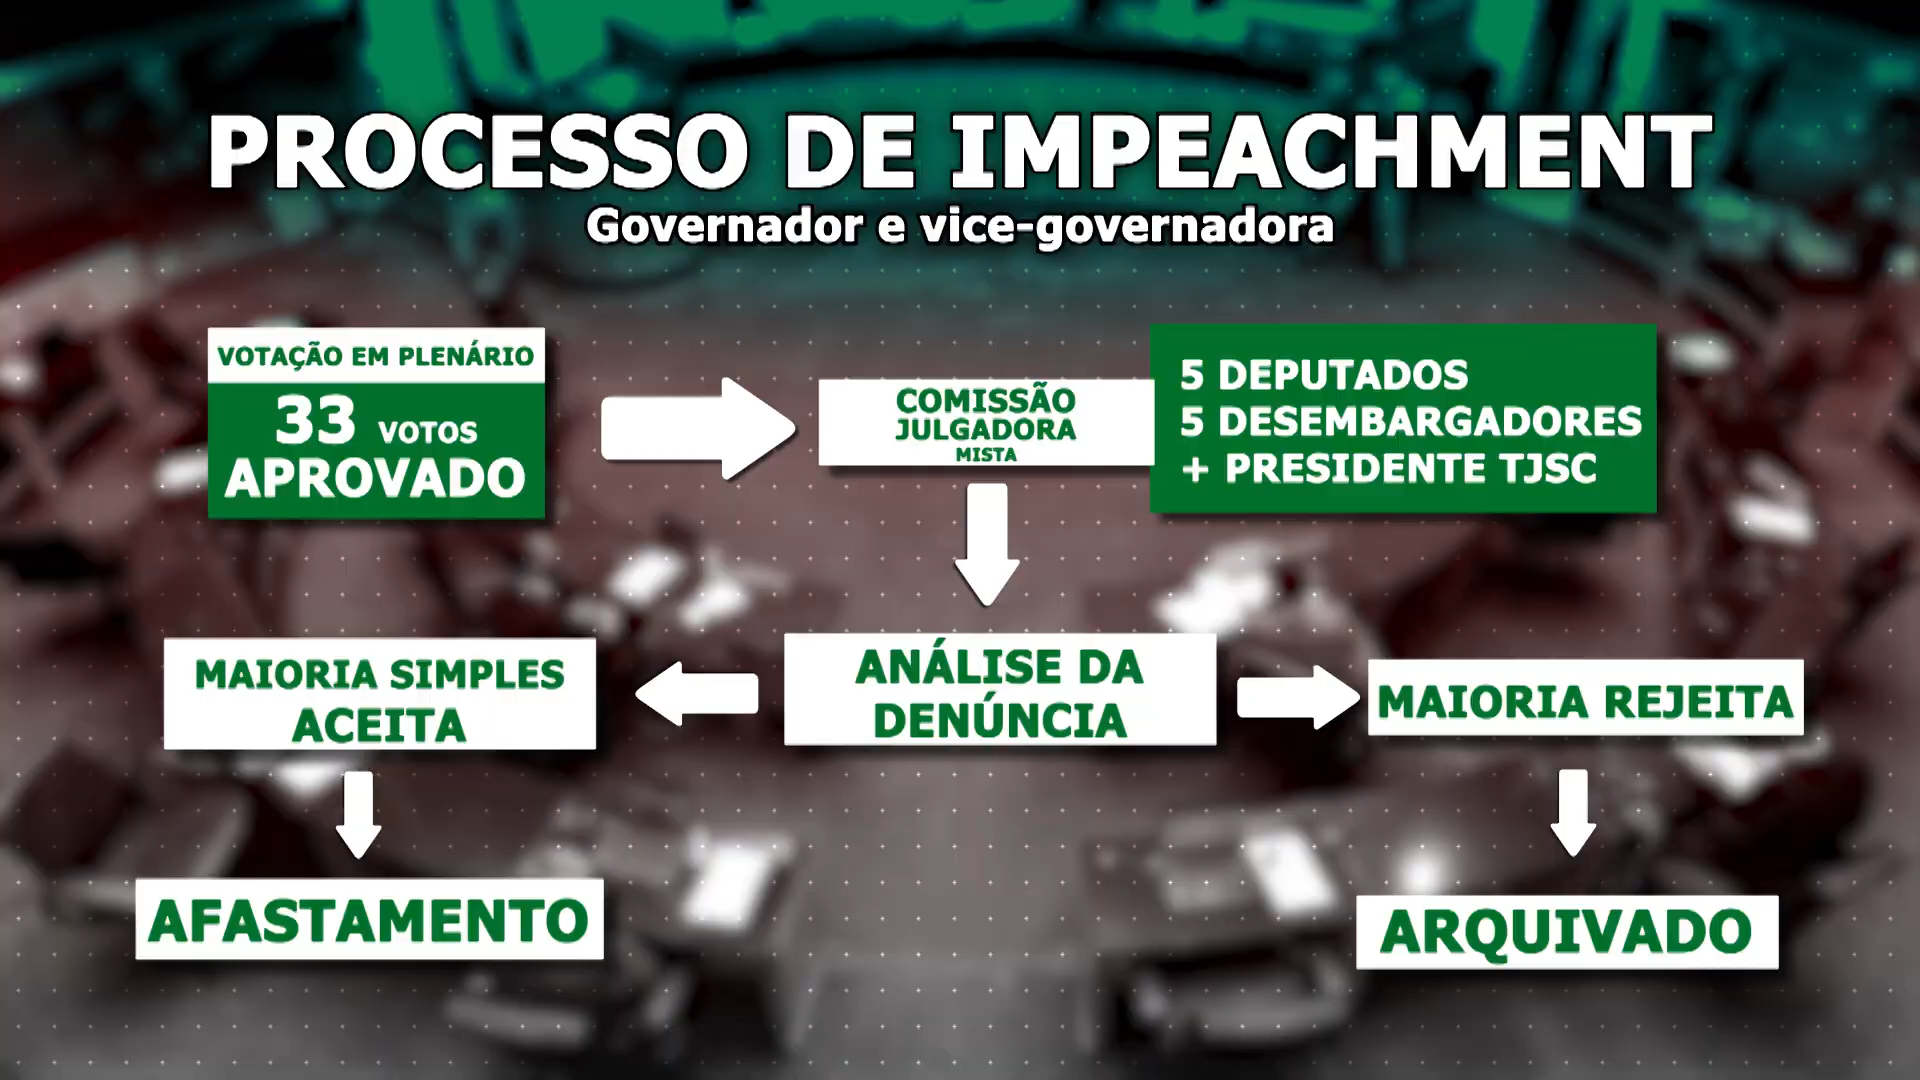 PROCESSO DE IMPEACHMENT
Governador e vice-governadora
VOTAÇÃO EM PLENÁRIO
33 VOTOS
APROVADO
COMISSÃO
JULGADORA
MISTA
5 DEPUTADOS
5 DESEMBARGADORES
+ PRESIDENTE TJSC
MAIORIA SIMPLES
ACEITA
ANÁLISE DA
DENÚNCIA
MAIORIA REJEITA
AFASTAMENTO
ARQUIVADO